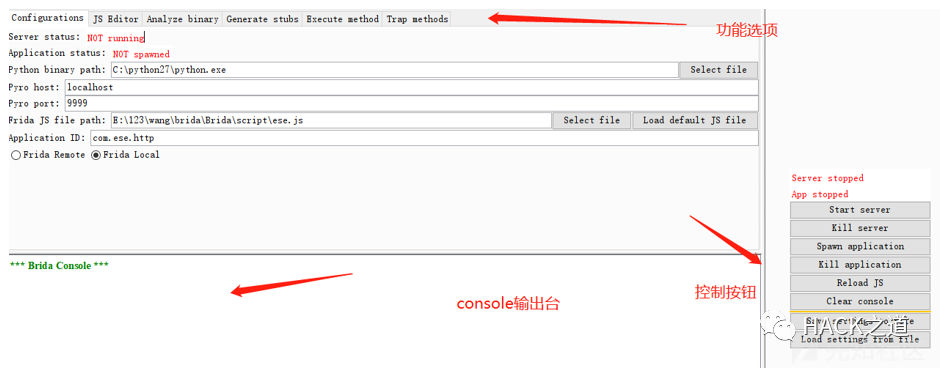 Configurations JS Editor Analyze binary Generate stubs Execute method Trap methods
功能选项
Server status: NOT running
Application status: NOT spawned
Python binary path: C:\python27\python.exe Select file
Pyro host: localhost
Pyro port: 9999
Frida JS file path: E:\123\wang\brida\Brida\script\ese.js Select file Load default JS file
Application ID: com.ese.http
Frida Remote Frida Local
Server stopped
App stopped
Start server
Kill server
Spawn application
Kill application
Reload JS
Clear console
Save settings
Load settings from file
*** Brida Console ***
console输出台
控制按钮
HACK之道